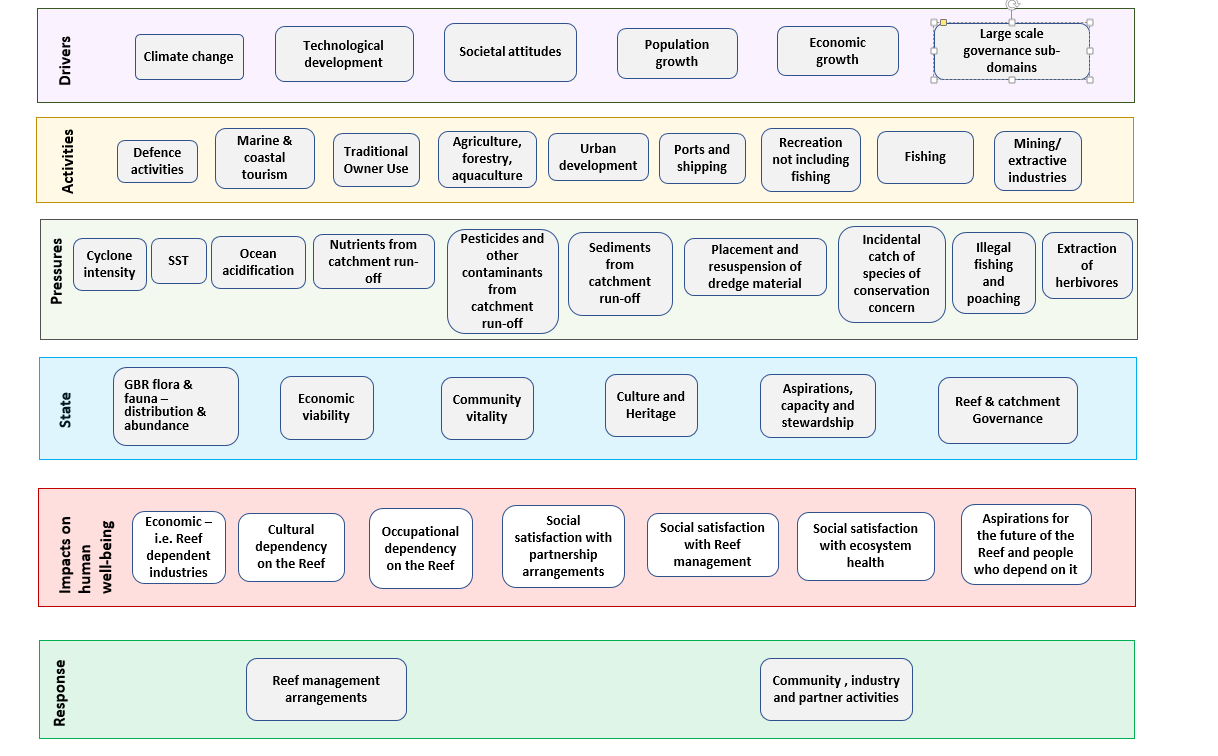 Drivers
Climate change
Technological
development
Societal attitudes
Population
growth
Economic
growth
Large scale
governance sub-
domains
Activities
Defence
activities
Marine &
coastal
tourism
Traditional
Owner Use
Agriculture,
forestry,
aquaculture
Urban
development
Ports and
shipping
Recreation
not including
fishing
Fishing
Mining/
extractive
industries
Pressures
Cyclone
intensity
SST
Ocean
acidification
Nutrients from
catchment run-
off
Pesticides and
other
contaminants
from
catchment
run-off
Sediments
from
catchment
run-off
Placement and
resuspension of
dredge material
Incidental
catch of
species of
conservation
concern
Illegal
fishing
and
poaching
Extraction
of
herbivores
State
GBR flora &
fauna –
distribution &
abundance
Economic
viability
Community
vitality
Culture and
Heritage
Aspirations,
capacity and
stewardship
Reef & catchment
Governance
Impacts on
human
well-being
Economic –
i.e. Reef
dependent
industries
Cultural
dependency
on the Reef
Occupational
dependency
on the Reef
Social
satisfaction with
partnership
arrangements
Social satisfaction
with Reef
management
Social satisfaction
with ecosystem
health
Aspirations for
the future of the
Reef and people
who depend on it
Response
Reef management
arrangements
Community , industry
and partner activities